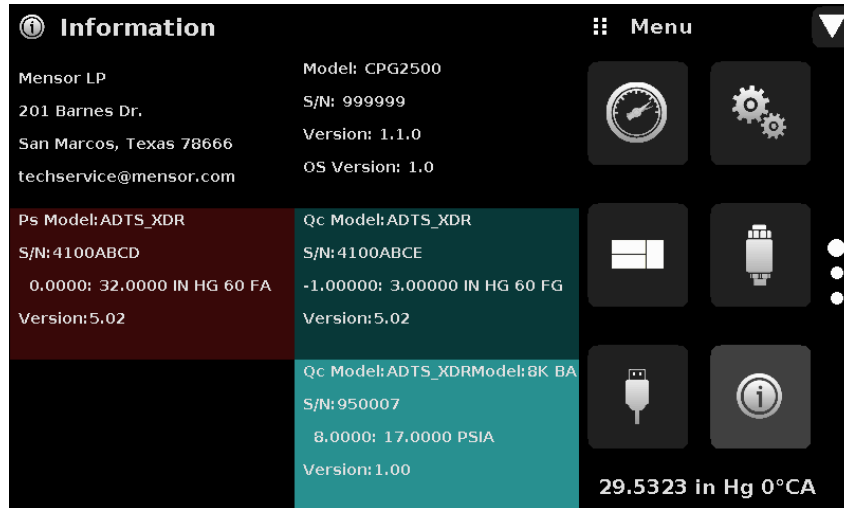 Information
Mensor LP
201 Barnes Dr.
San Marcos, Texas 78666
techservice@mensor.com
Model: CPG2500
S/N: 999999
Version: 1.1.0
OS Version: 1.0
Ps Model:ADTS_XDR
S/N:4100ABCD
0.0000: 32.0000 IN HG 60 FA
Version:5.02
Qc Model:ADTS_XDR
S/N:4100ABCE
-1.00000: 3.00000 IN HG 60 FG
Version:5.02
Qc Model:ADTS_XDRModel:8K BA
S/N:950007
8.0000: 17.0000 PSIA
Version:1.00
Menu
29.5323 in Hg 0°CA